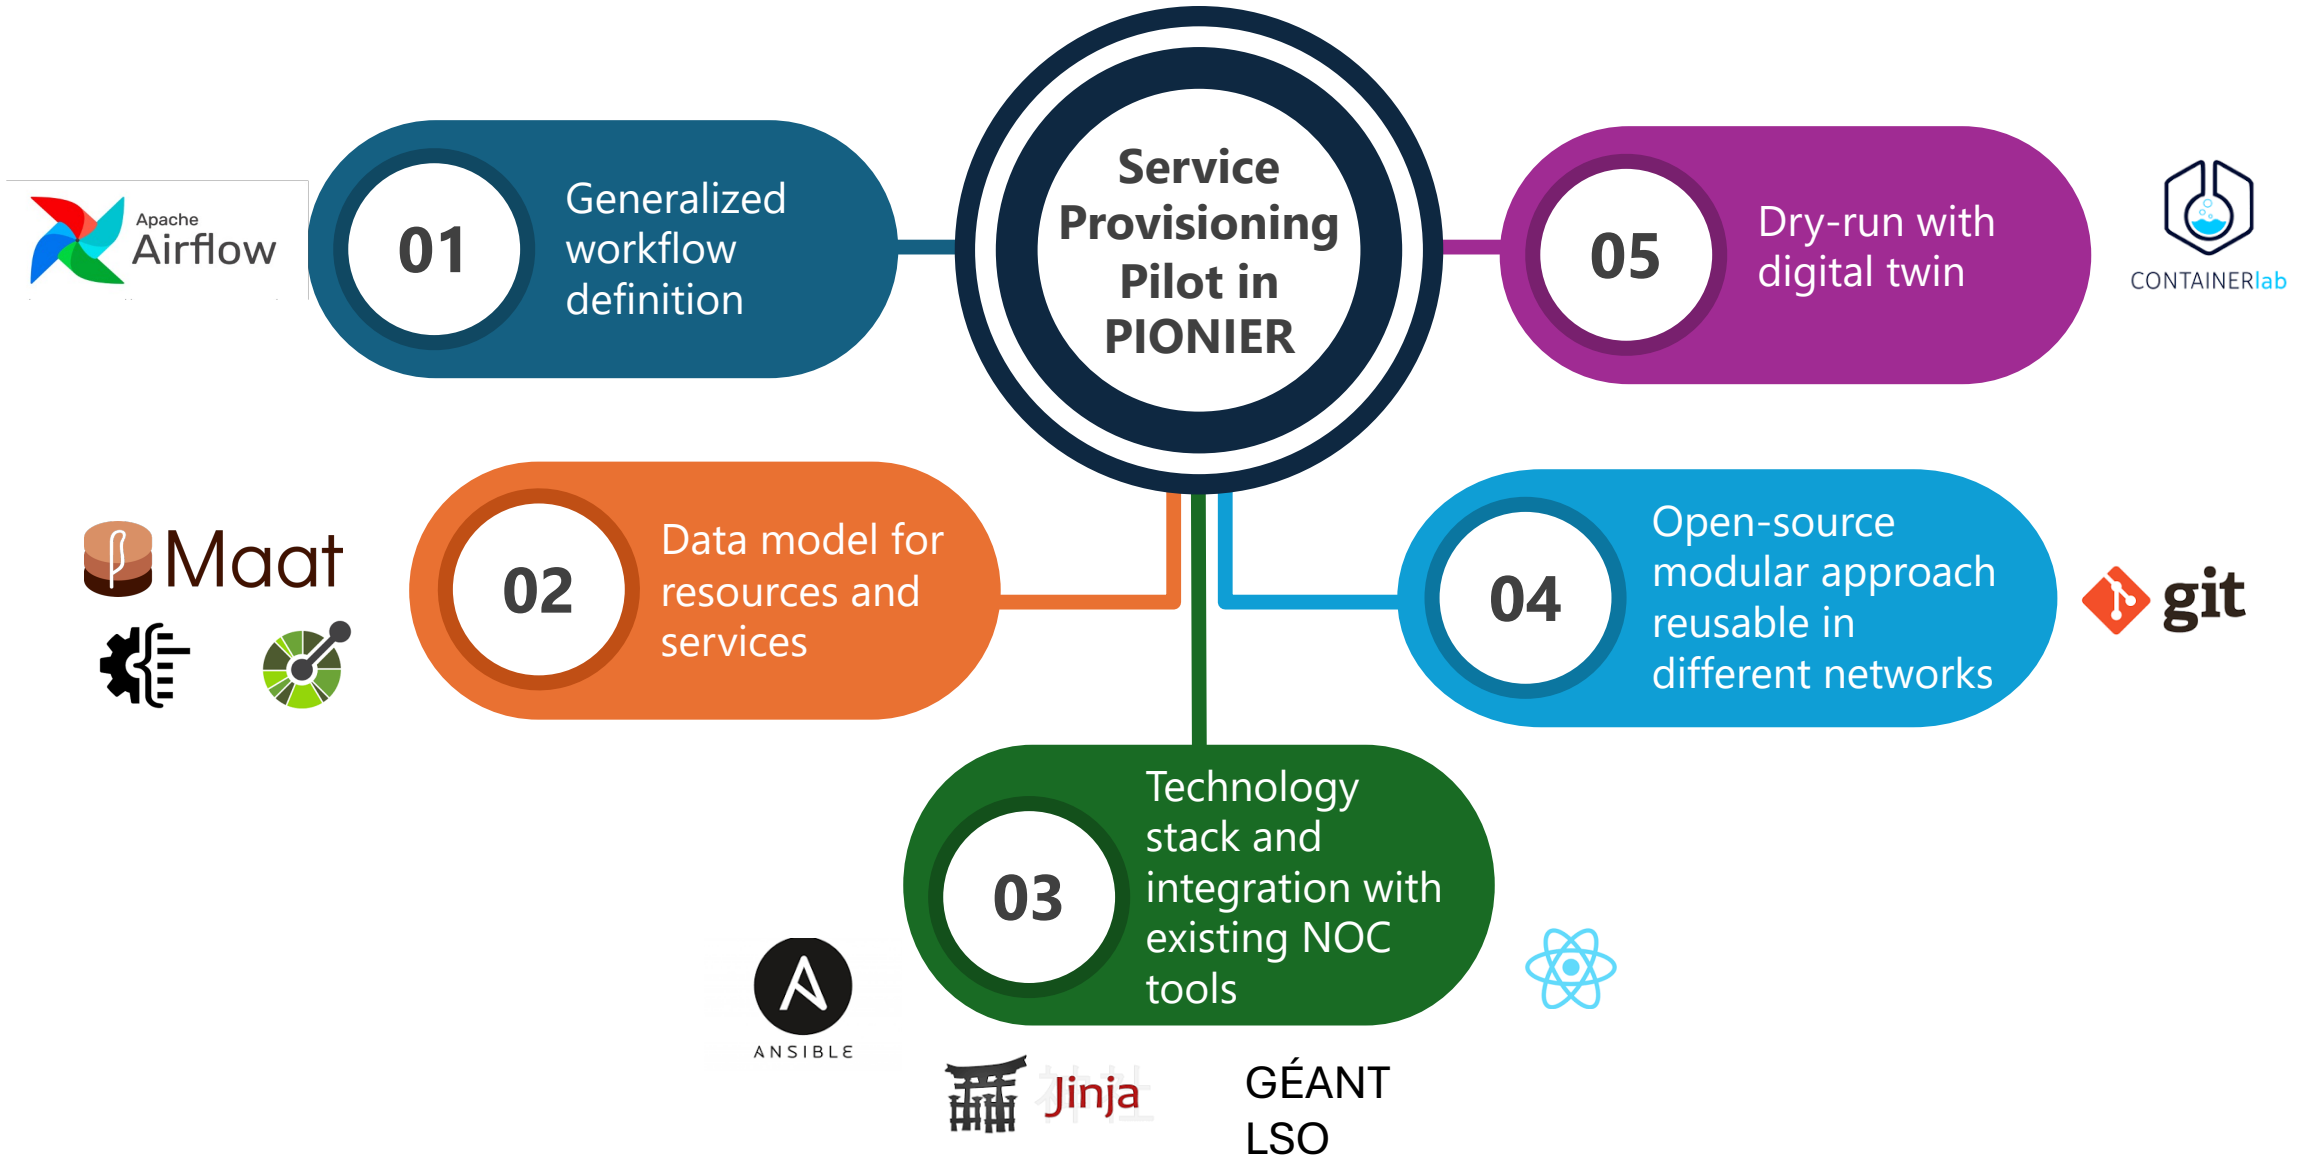 Service
Provisioning
Pilot in
PIONIER
Apache
Airflow
01
Generalized
workflow
definition
Maat
02
Data model for
resources and
services
03
Technology
stack and
integration with
existing NOC
tools
ANSIBLE
神社
Jinja
GÉANT
LSO
04
Open-source
modular approach
reusable in
different networks
git
05
Dry-run with
digital twin
CONTAINERlab